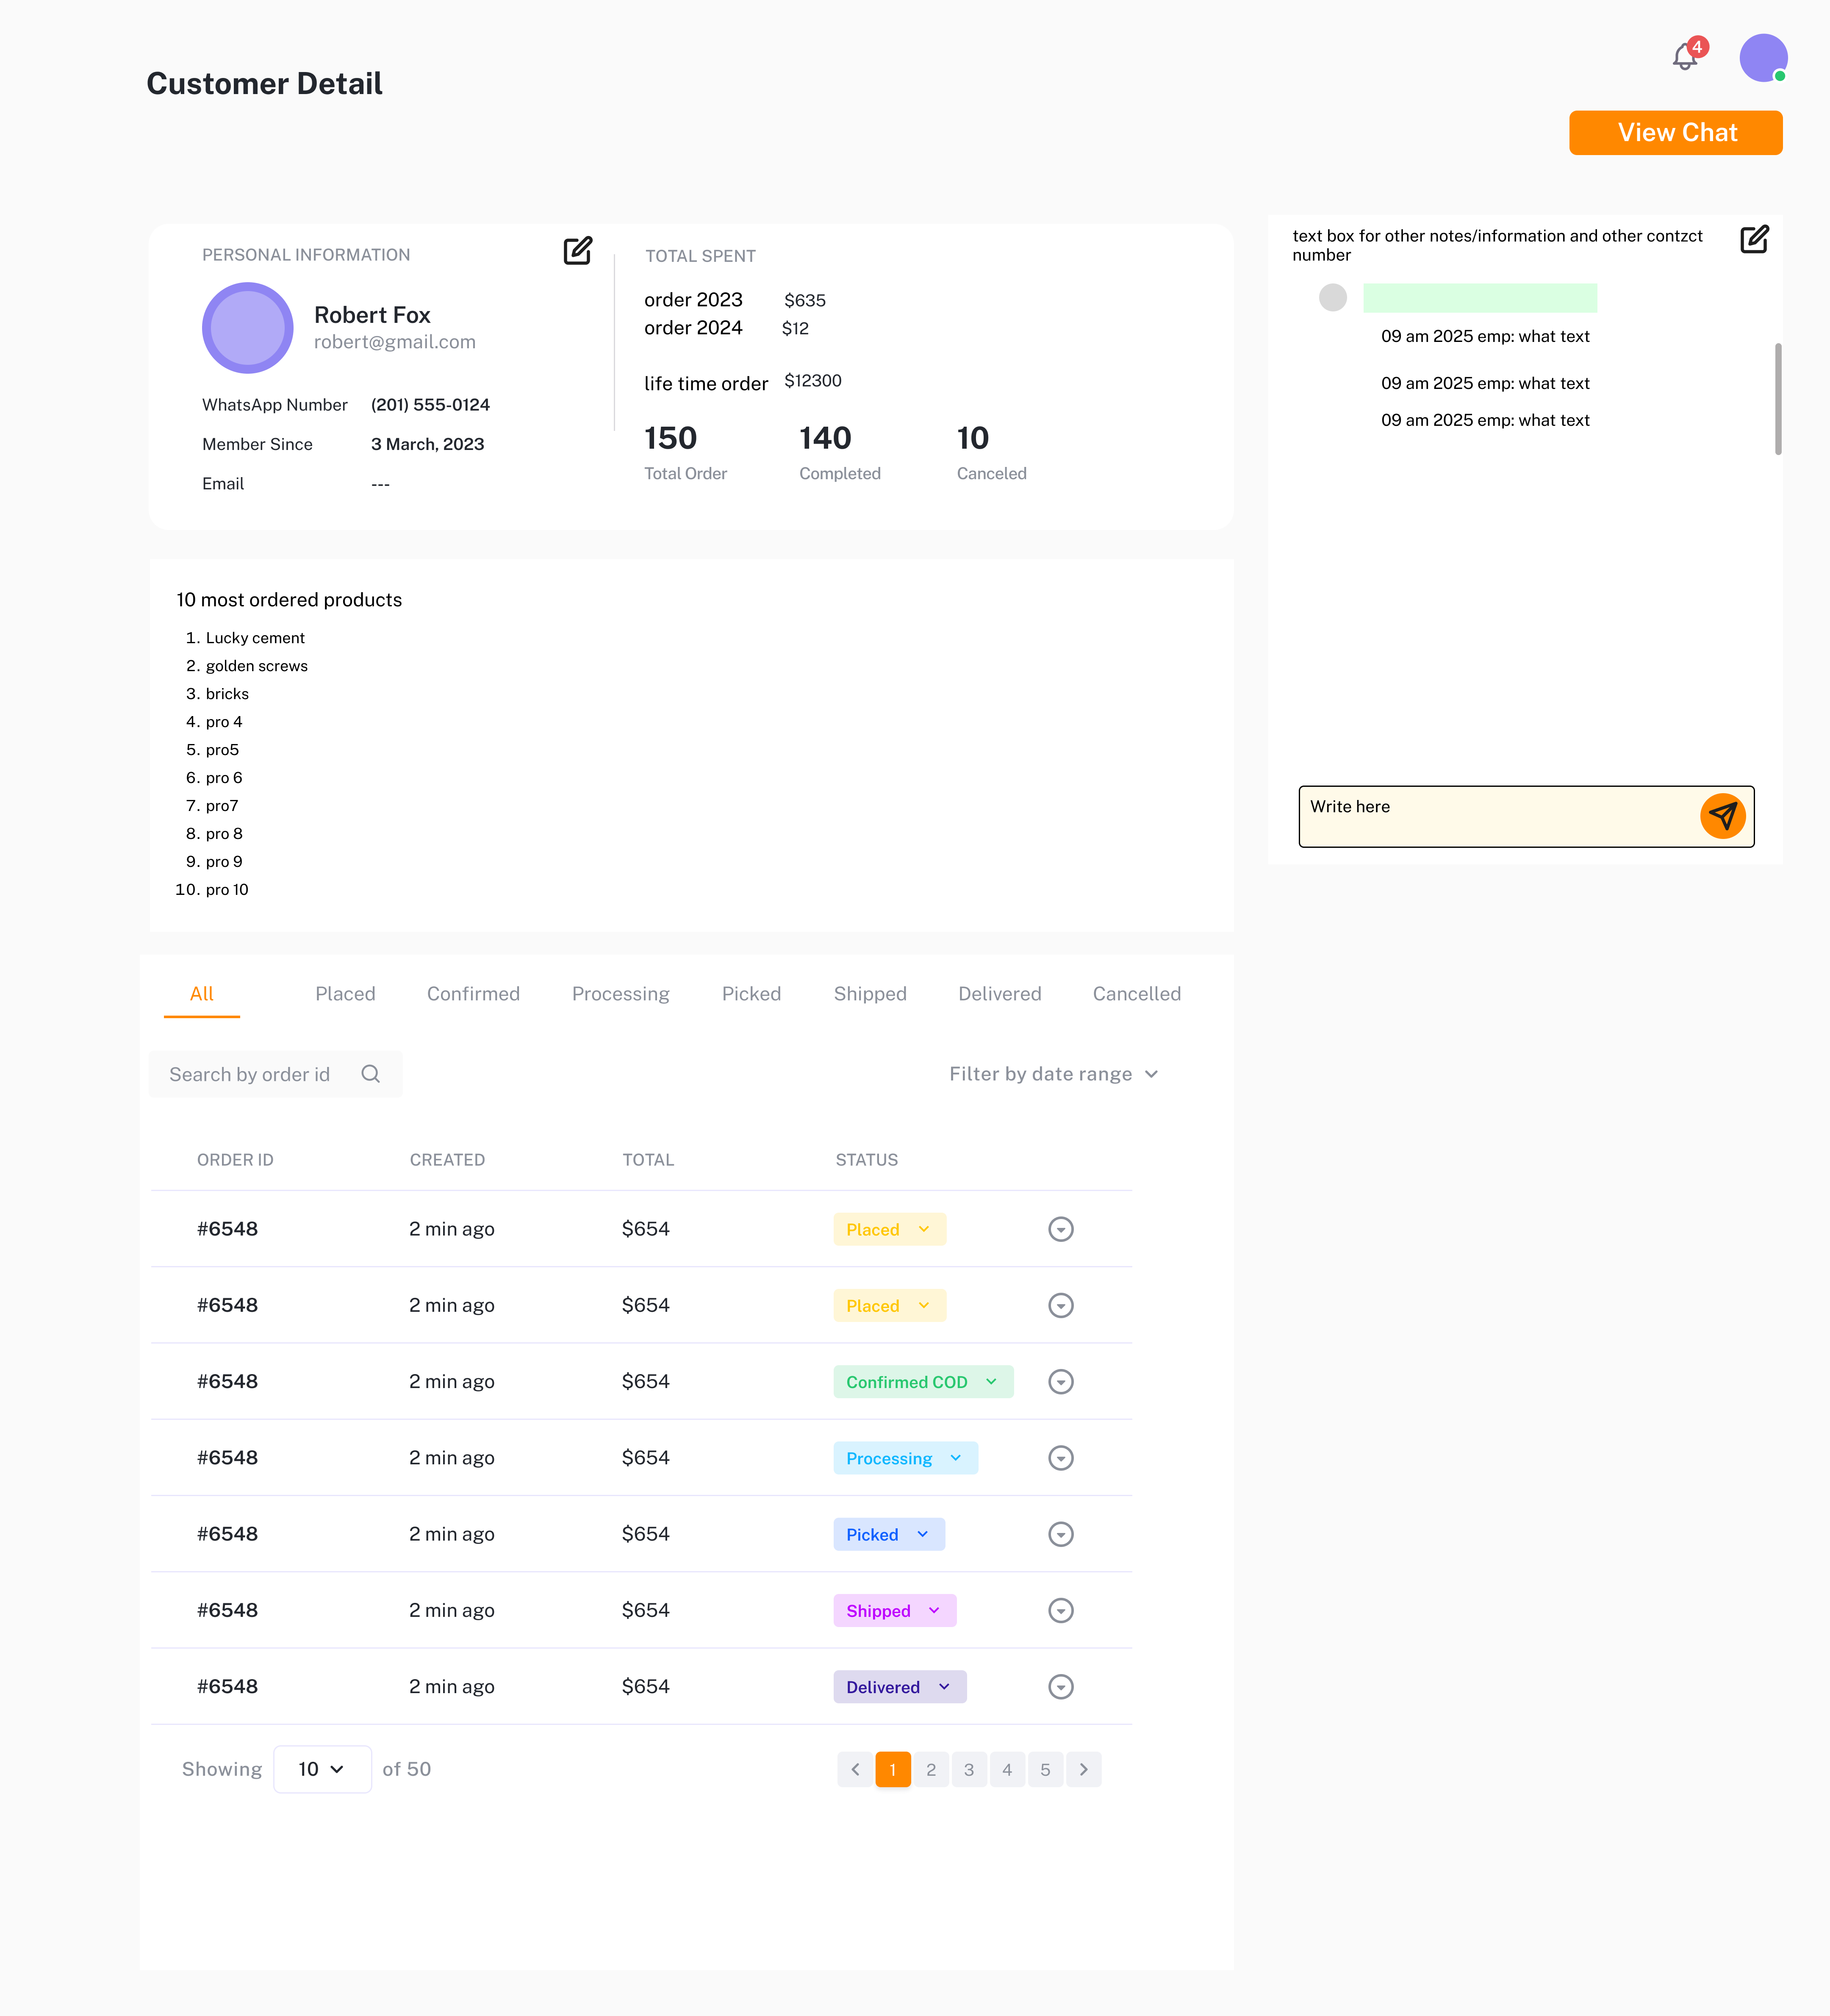 4
Customer Detail
View Chat
PERSONAL INFORMATION
Robert Fox
robert@gmail.com
WhatsApp Number (201) 555-0124
Member Since 3 March, 2023
Email ---
TOTAL SPENT
order 2023 $635
order 2024 $12
life time order $12300
150 140 10
Total Order Completed Canceled
text box for other notes/information and other contzct
number
09 am 2025 emp: what text
09 am 2025 emp: what text
09 am 2025 emp: what text
Write here
10 most ordered products
1. Lucky cement
2. golden screws
3. bricks
4. pro 4
5. pro5
6. pro 6
7. pro7
8. pro 8
9. pro 9
10. pro 10
All Placed Confirmed Processing Picked Shipped Delivered Cancelled
Search by order id Filter by date range
ORDER ID CREATED TOTAL STATUS
#6548 2 min ago $654 Placed
#6548 2 min ago $654 Placed
#6548 2 min ago $654 Confirmed COD
#6548 2 min ago $654 Processing
#6548 2 min ago $654 Picked
#6548 2 min ago $654 Shipped
#6548 2 min ago $654 Delivered
Showing 10 of 50 1 2 3 4 5